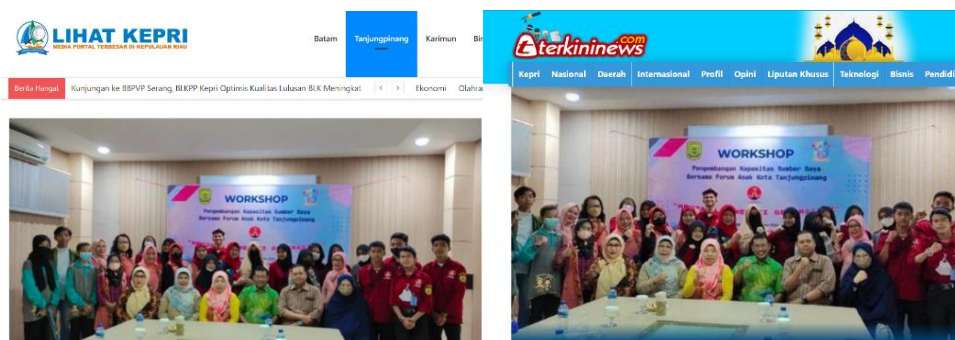 LIHAT KEPRI
MEDIA PORTAL TERBESAR DI KEPULAUAN RIAU
Batam Tanjungpinang Karimun
Berita Hangat Kunjungan ke BBPVP Serang, BLKPP Kepri Optimis Kualitas Lulusan BLK Meningkat Ekonomi Olahra
WORKSHOP
Pengembangan Kapasitas Sumber Daya
Bersama Forum Anak Kota Tanjungpinang
terkininews.com
Kepri Nasional Daerah Internasional Profil Opini Liputan Khusus Teknologi Bisnis Pendidi
WORKSHOP
Pengembangan Kapasitas Sumber Daya
Bersama Forum Anak Kota Tanjungpinang